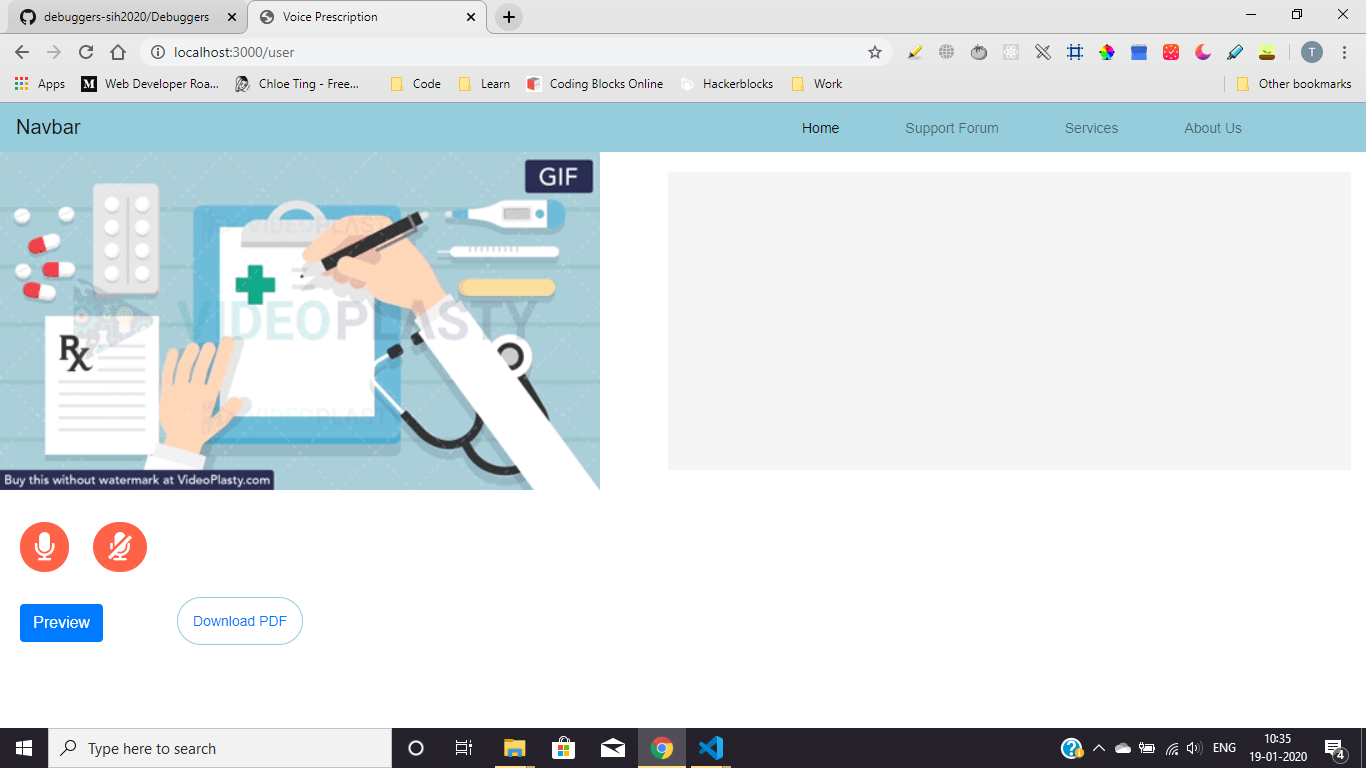 debuggers-sih2020/Debuggers
Voice Prescription
localhost:3000/user
T
Apps
Web Developer Roa...
Chloe Ting - Free...
Code
Learn
Coding Blocks Online
Hackerblocks
Work
Other bookmarks
Navbar
Home
Support Forum
Services
About Us
GIF
VIDEOPLASTY
VIDEOPLASTY
Rx
VIDEOPLASTY
Buy this without watermark at VideoPlasty.com
Preview
Download PDF
Type here to search
ENG
10:35
19-01-2020
4